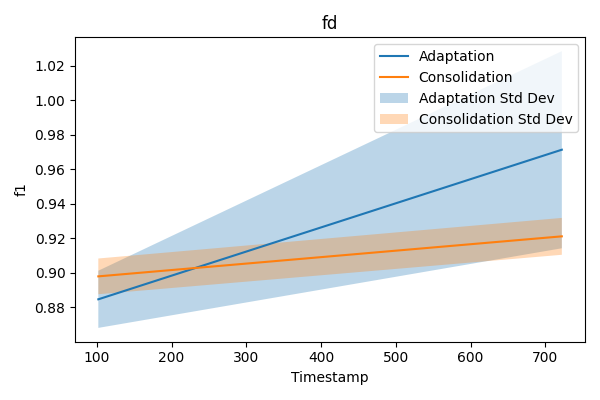 fd
Adaptation
Consolidation
Adaptation Std Dev
Consolidation Std Dev
1.02
1.00
0.98
0.96
0.94
0.92
0.90
0.88
f1
100 200 300 400 500 600 700
Timestamp